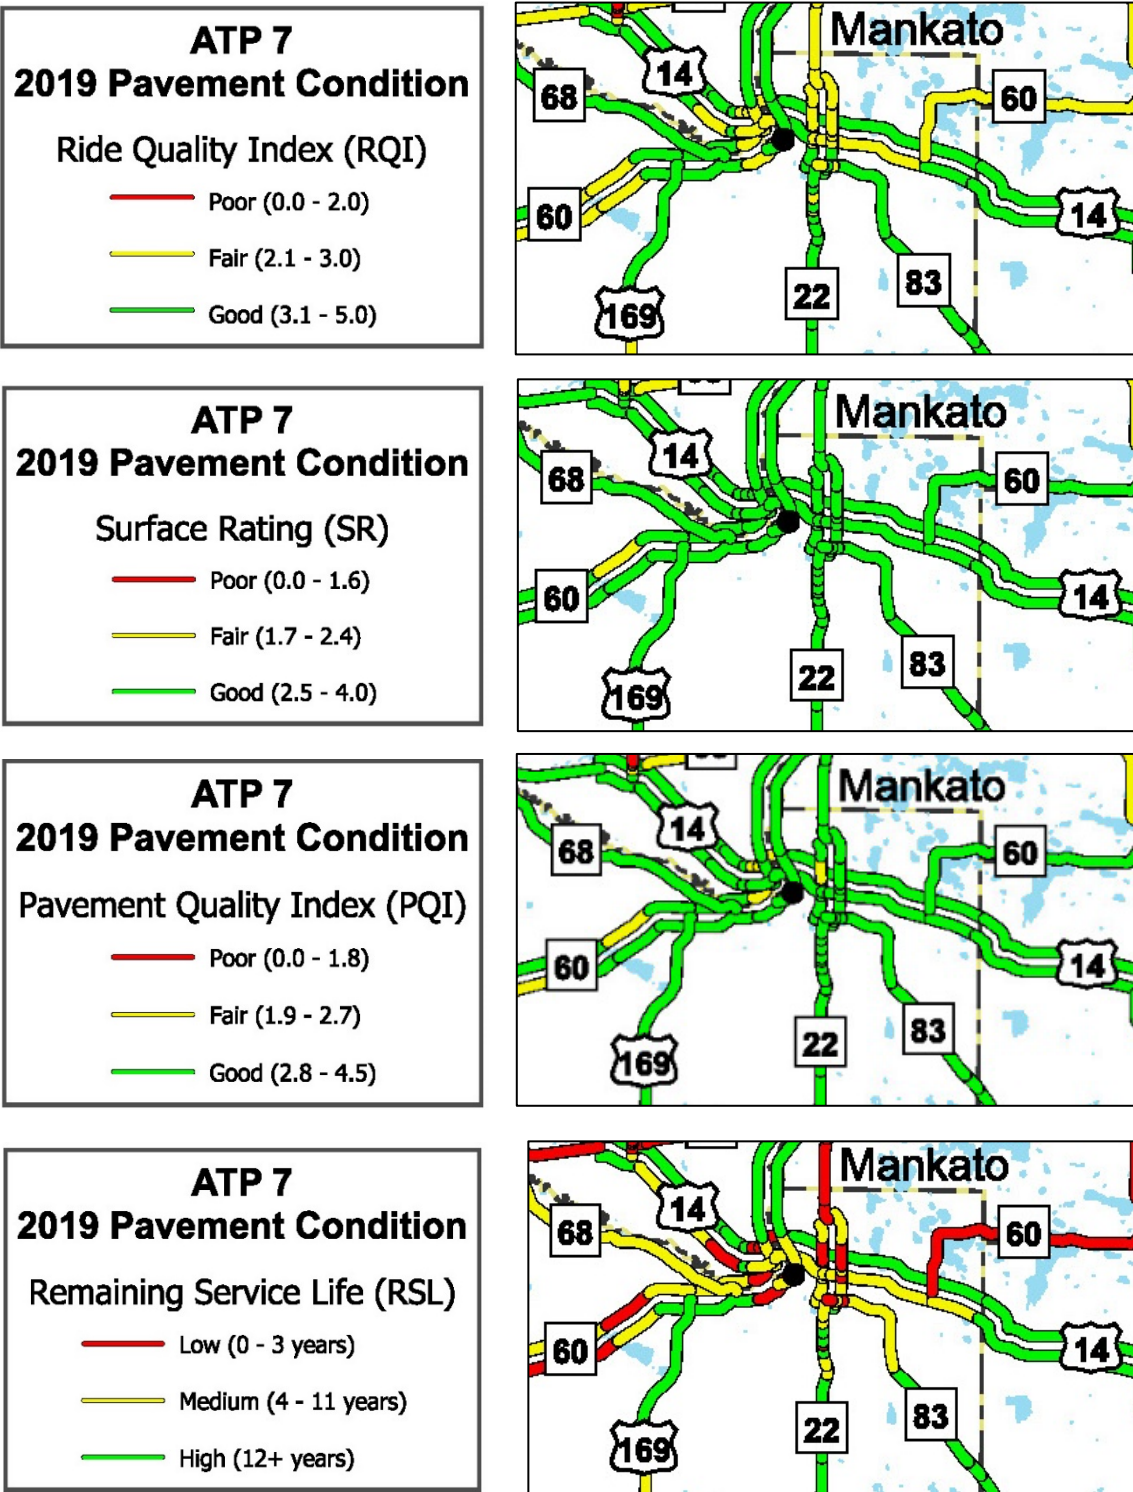 ATP 7
2019 Pavement Condition
Ride Quality Index (RQI)
Poor (0.0 - 2.0)
Fair (2.1 - 3.0)
Good (3.1 - 5.0)
Mankato
14
68
60
60
14
169
22
83
ATP 7
2019 Pavement Condition
Surface Rating (SR)
Poor (0.0 - 1.6)
Fair (1.7 - 2.4)
Good (2.5 - 4.0)
Mankato
14
68
60
60
14
169
22
83
ATP 7
2019 Pavement Condition
Pavement Quality Index (PQI)
Poor (0.0 - 1.8)
Fair (1.9 - 2.7)
Good (2.8 - 4.5)
Mankato
14
68
60
60
14
169
22
83
ATP 7
2019 Pavement Condition
Remaining Service Life (RSL)
Low (0 - 3 years)
Medium (4 - 11 years)
High (12+ years)
Mankato
14
68
60
60
14
169
22
83